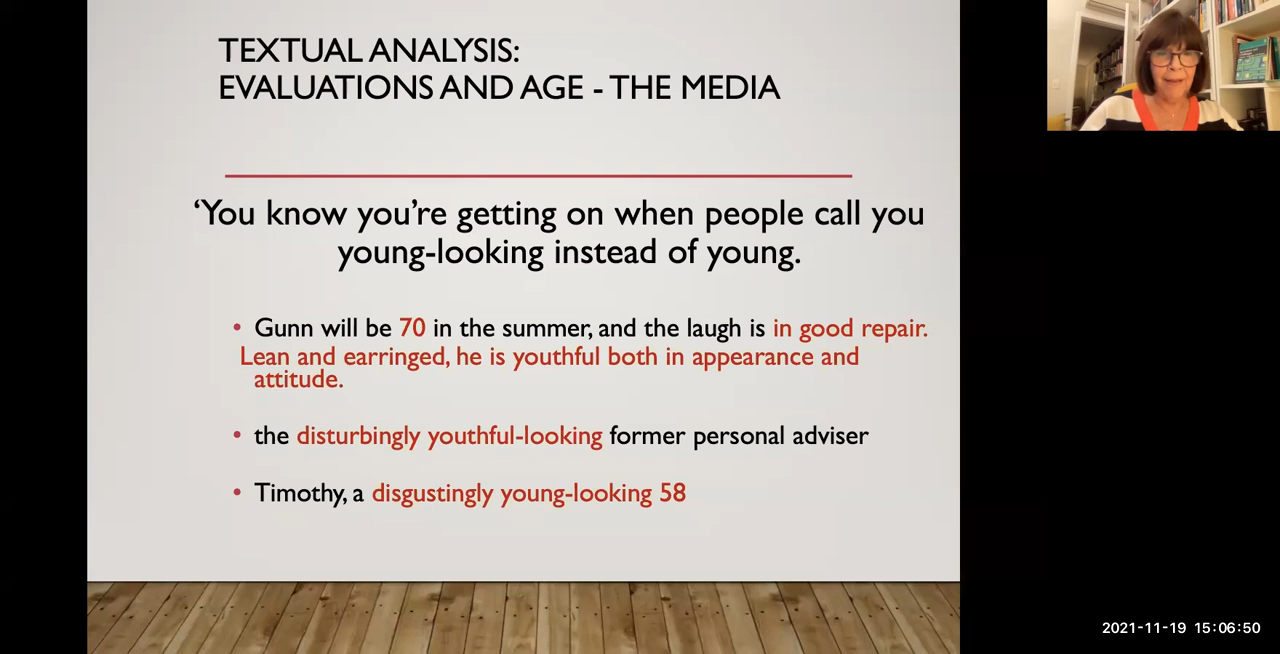 TEXTUAL ANALYSIS:
EVALUATIONS AND AGE - THE MEDIA
‘You know you’re getting on when people call you
young-looking instead of young.
• Gunn will be 70 in the summer, and the laugh is in good repair.
Lean and earringed, he is youthful both in appearance and
attitude.
• the disturbingly youthful-looking former personal adviser
• Timothy, a disgustingly young-looking 58
2021-11-19 15:06:50